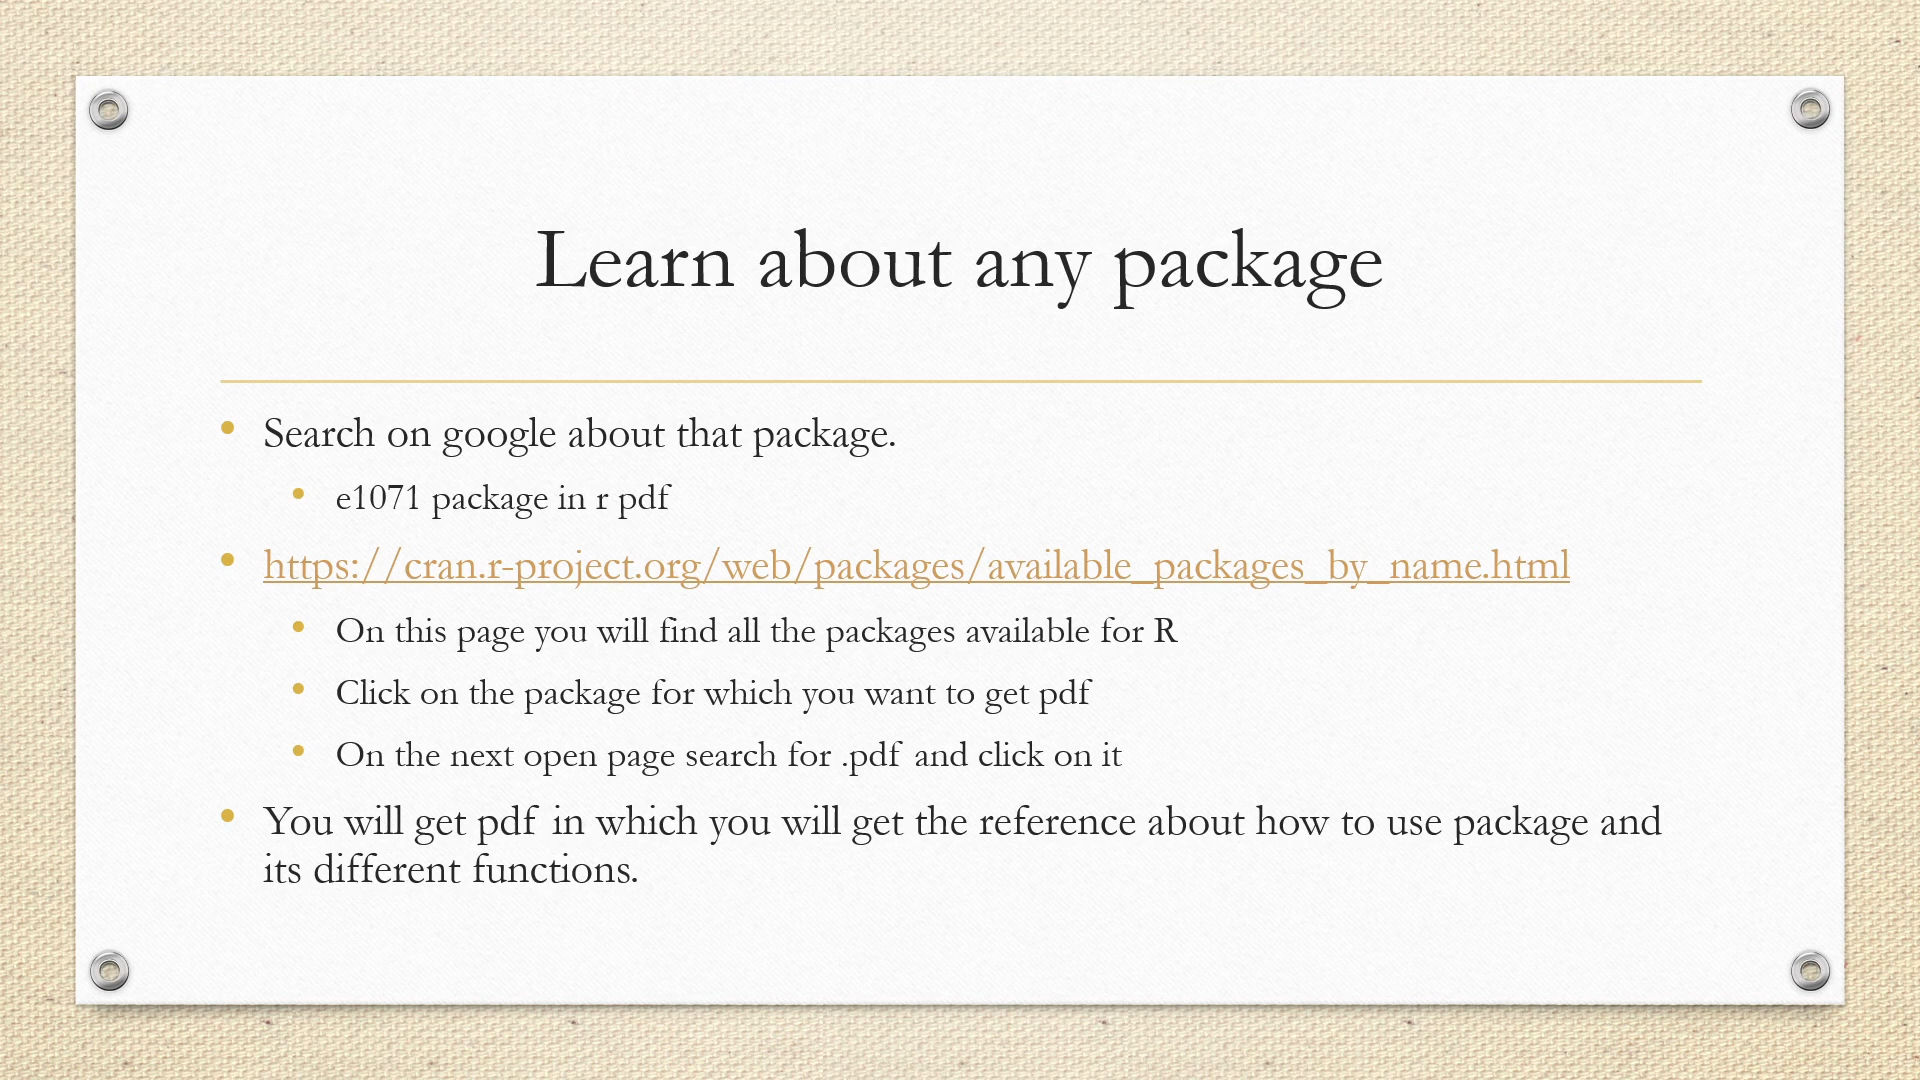 Learn about any package
• Search on google about that package.
• e1071 package in r pdf
• https://cran.r-project.org/web/packages/available_packages_by_name.html
• On this page you will find all the packages available for R
• Click on the package for which you want to get pdf
• On the next open page search for .pdf and click on it
• You will get pdf in which you will get the reference about how to use package and
its different functions.